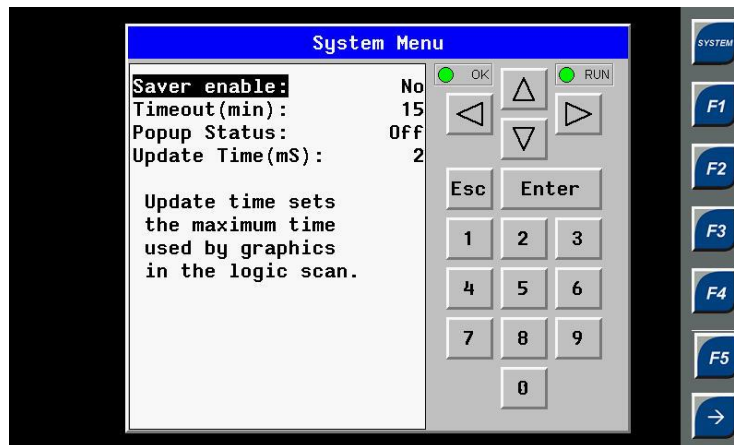 System Menu
SYSTEM
Saver enable: No
Timeout(min): 15
Popup Status: Off
Update Time(mS): 2
Update time sets
the maximum time
used by graphics
in the logic scan.
OK
RUN
Esc Enter
1 2 3
4 5 6
7 8 9
0
F1
F2
F3
F4
F5